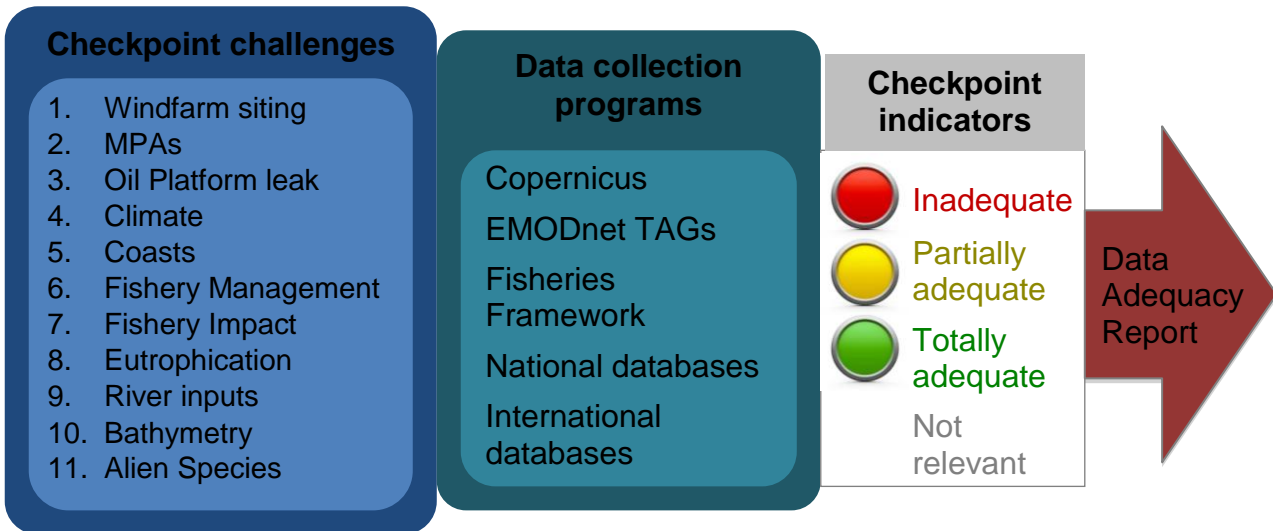 Checkpoint challenges
1. Windfarm siting
2. MPAs
3. Oil Platform leak
4. Climate
5. Coasts
6. Fishery Management
7. Fishery Impact
8. Eutrophication
9. River inputs
10. Bathymetry
11. Alien Species
Data collection
programs
Copernicus
EMODnet TAGs
Fisheries
Framework
National databases
International
databases
Checkpoint
indicators
Inadequate
Partially
adequate
Totally
adequate
Not
relevant
Data
Adequacy
Report